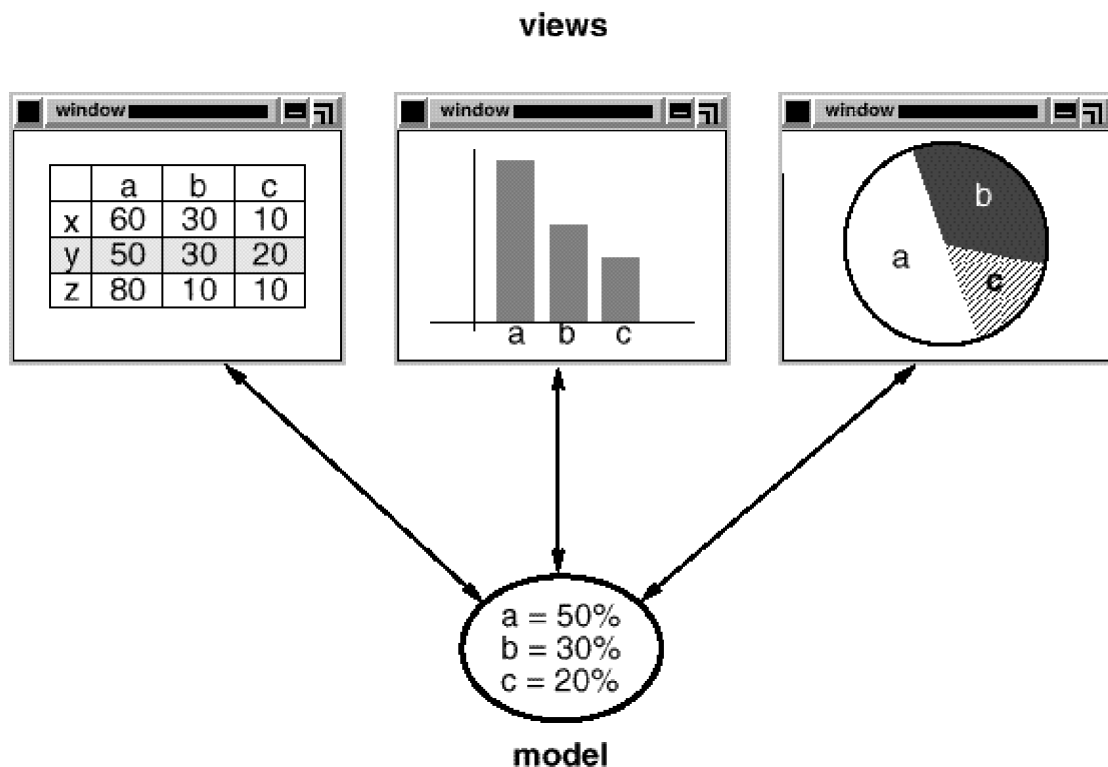 views
window
window
window
a b c
x 60 30 10
y 50 30 20
z 80 10 10
a b c
b
a
c
a = 50%
b = 30%
c = 20%
model